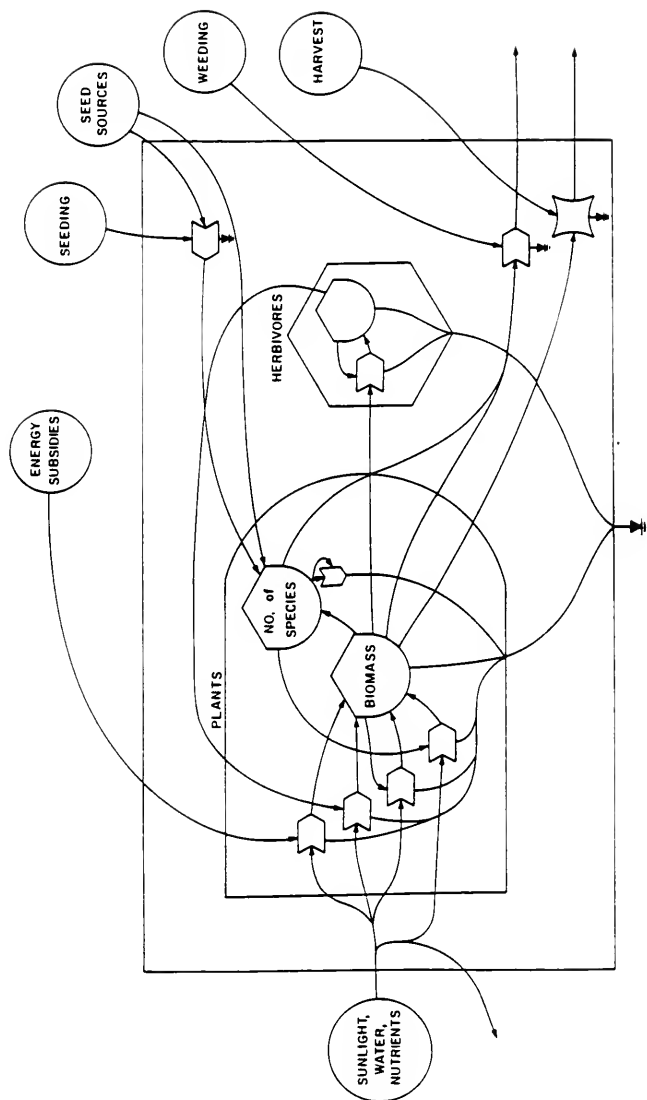 ENERGY
SUBSIDIES
SEEDING
SEED
SOURCES
WEEDING
HARVEST
PLANTS
HERBIVORES
NO. of
SPECIES
BIOMASS
SUNLIGHT,
WATER,
NUTRIENTS